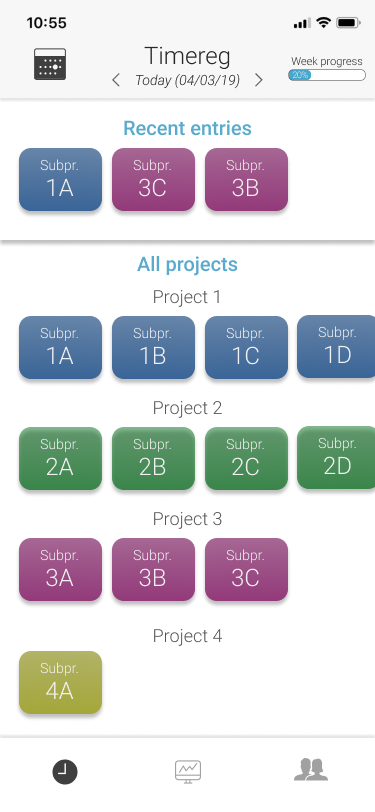 10:55
Timereg
Today (04/03/19)
Week progress
20%
Recent entries
Subpr. Subpr. Subpr.
1A 3C 3B
All projects
Project 1
Subpr. Subpr. Subpr. Subpr.
1A 1B 1C 1D
Project 2
Subpr. Subpr. Subpr. Subpr.
2A 2B 2C 2D
Project 3
Subpr. Subpr. Subpr.
3A 3B 3C
Project 4
Subpr.
4A